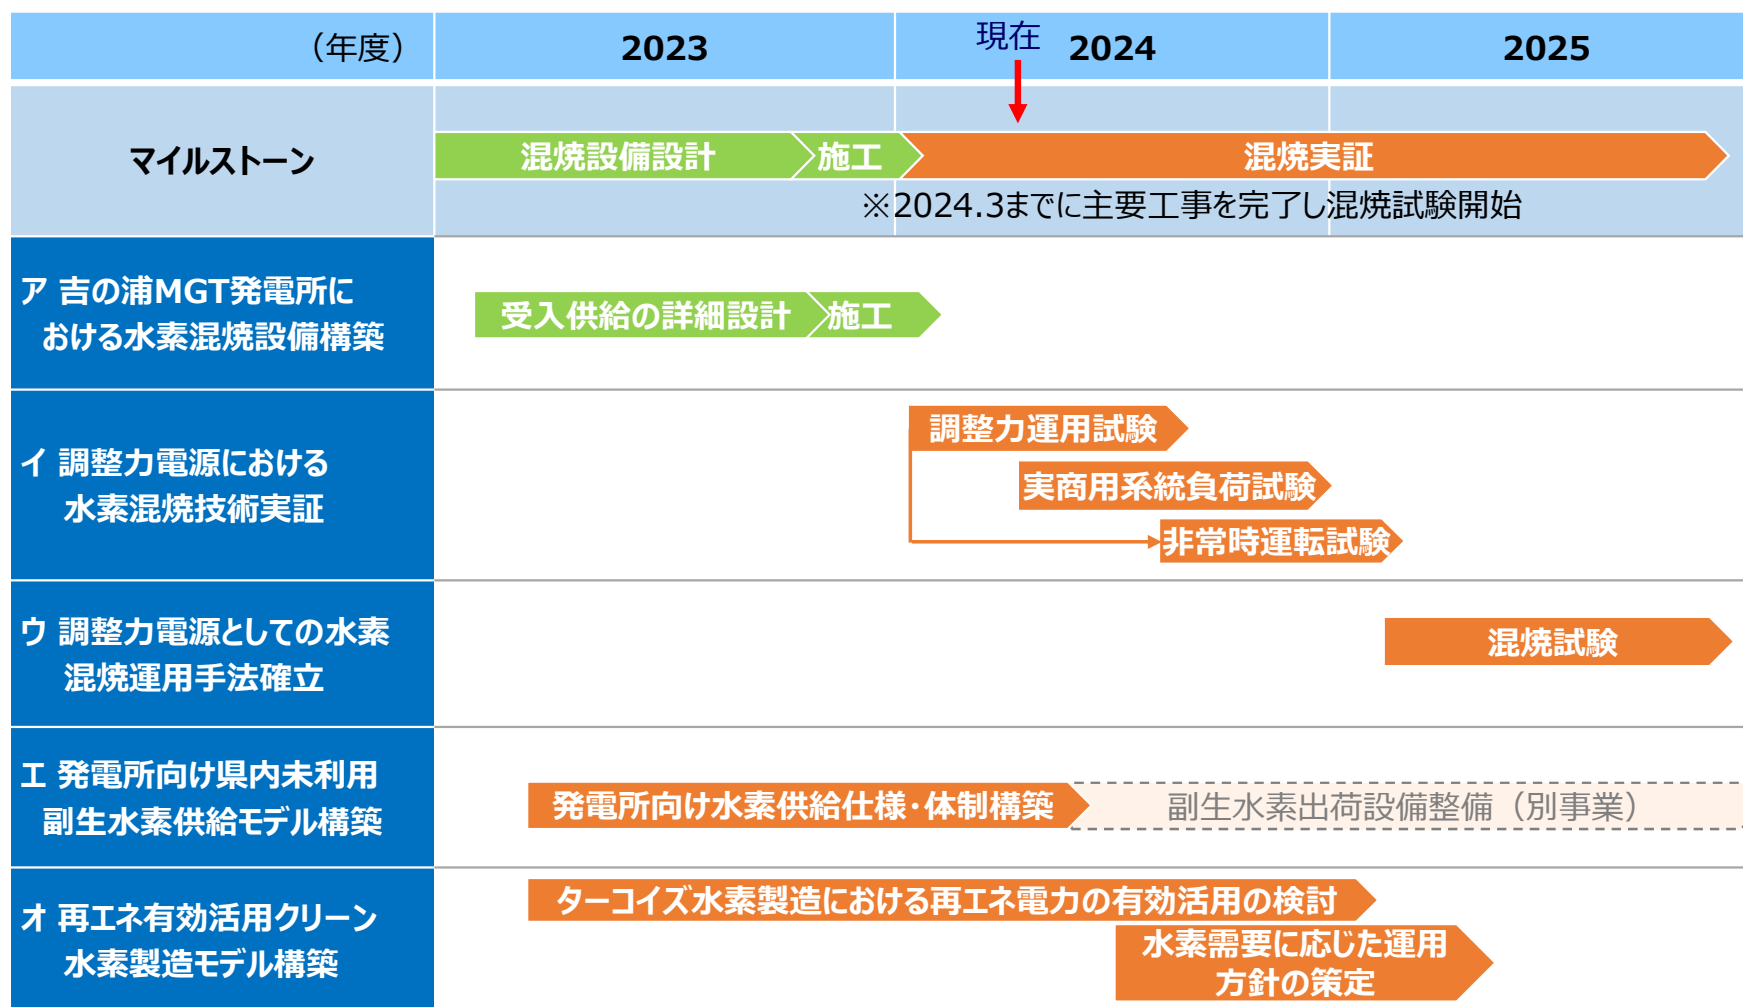 （年度）
2023
現在
2024
2025
マイルストーン
混焼設備設計
施工
混焼実証
※2024.3までに主要工事を完了し混焼試験開始
ア 吉の浦MGT発電所に
おける水素混焼設備構築
受入供給の詳細設計
施工
イ 調整力電源における
水素混焼技術実証
調整力運用試験
実商用系統負荷試験
非常時運転試験
ウ 調整力電源としての水素
混焼運用手法確立
混焼試験
エ 発電所向け県内未利用
副生水素供給モデル構築
発電所向け水素供給仕様・体制構築
副生水素出荷設備整備（別事業）
オ 再エネ有効活用クリーン
水素製造モデル構築
ターコイズ水素製造における再エネ電力の有効活用の検討
水素需要に応じた運用
方針の策定